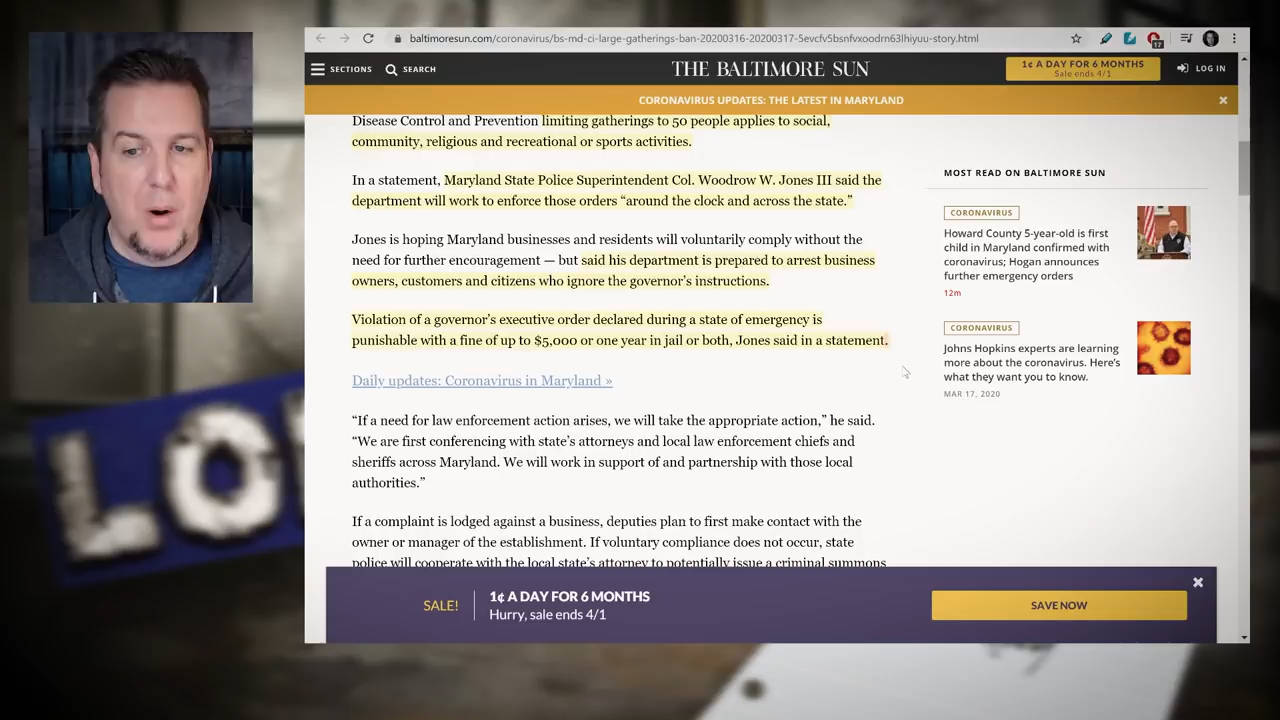 baltimoresun.com/coronavirus/bs-md-ci-large-gatherings-ban-20200316-20200317-5evcfv5bsnfvxoodrn63lhiyuu-story.html
17
SECTIONS
SEARCH
THE BALTIMORE SUN
1¢ A DAY FOR 6 MONTHS
Sale ends 4/1
LOG IN
CORONAVIRUS UPDATES: THE LATEST IN MARYLAND
Disease Control and Prevention limiting gatherings to 50 people applies to social,
community, religious and recreational or sports activities.
In a statement, Maryland State Police Superintendent Col. Woodrow W. Jones III said the
department will work to enforce those orders “around the clock and across the state.”
Jones is hoping Maryland businesses and residents will voluntarily comply without the
need for further encouragement — but said his department is prepared to arrest business
owners, customers and citizens who ignore the governor’s instructions.
Violation of a governor’s executive order declared during a state of emergency is
punishable with a fine of up to $5,000 or one year in jail or both, Jones said in a statement.
Daily updates: Coronavirus in Maryland »
“If a need for law enforcement action arises, we will take the appropriate action,” he said.
“We are first conferencing with state’s attorneys and local law enforcement chiefs and
sheriffs across Maryland. We will work in support of and partnership with those local
authorities.”
If a complaint is lodged against a business, deputies plan to first make contact with the
owner or manager of the establishment. If voluntary compliance does not occur, state
police will cooperate with the local state’s attorney to potentially issue a criminal summons
MOST READ ON BALTIMORE SUN
CORONAVIRUS
Howard County 5-year-old is first
child in Maryland confirmed with
coronavirus; Hogan announces
further emergency orders
12m
CORONAVIRUS
Johns Hopkins experts are learning
more about the coronavirus. Here’s
what they want you to know.
MAR 17, 2020
SALE!
1¢ A DAY FOR 6 MONTHS
Hurry, sale ends 4/1
SAVE NOW